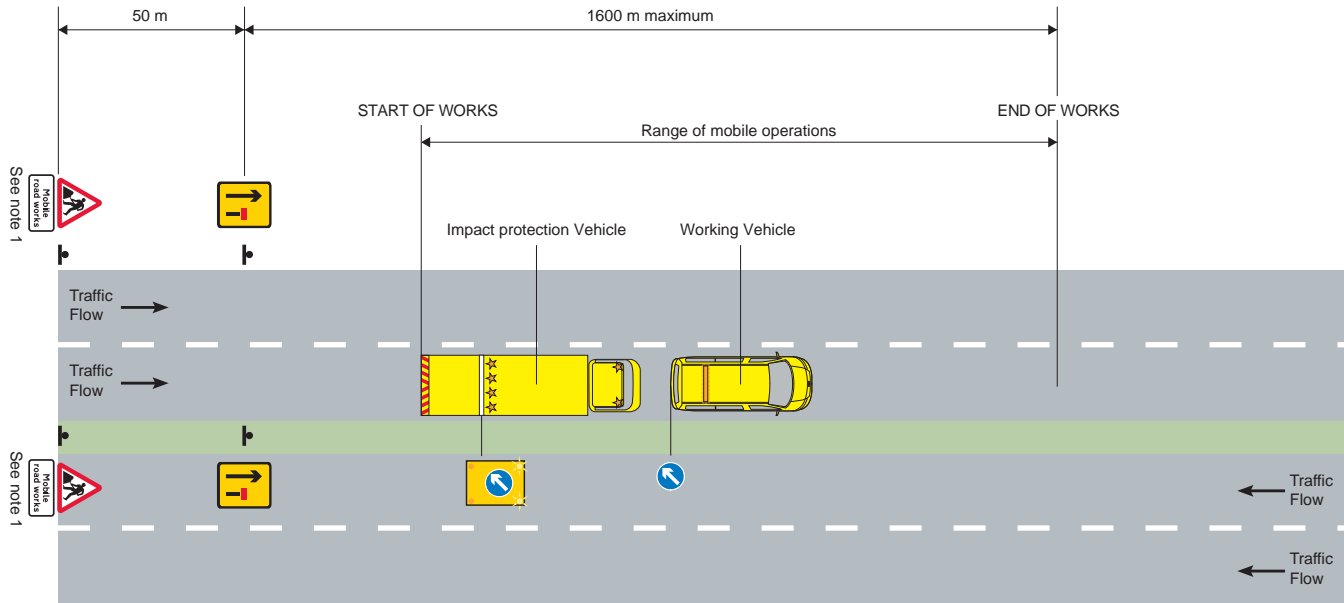 50 m
1600 m maximum
START OF WORKS
END OF WORKS
Range of mobile operations
See note 1
Mobile
road works
Impact protection Vehicle
Working Vehicle
Traffic
Flow
Traffic
Flow
See note 1
Mobile
road works
Traffic
Flow
Traffic
Flow